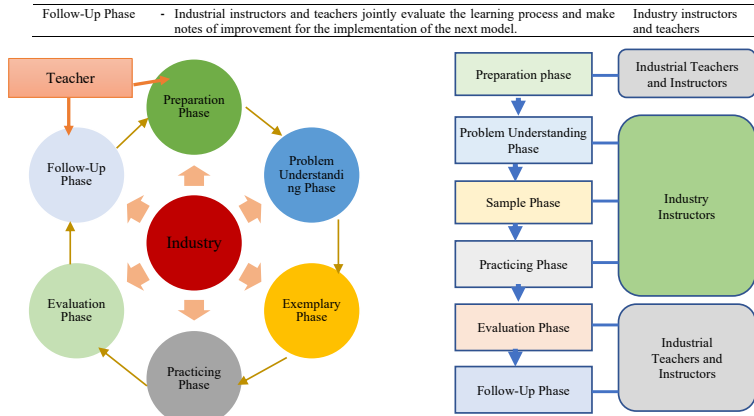 Follow-Up Phase - Industrial instructors and teachers jointly evaluate the learning process and make Industry instructors
notes of improvement for the implementation of the next model. and teachers
Teacher
Preparation
Phase
Problem
Understandi
ng Phase
Exemplary
Phase
Practicing
Phase
Evaluation
Phase
Follow-Up
Phase
Industry
Preparation phase
Problem Understanding
Phase
Sample Phase
Practicing Phase
Evaluation Phase
Follow-Up Phase
Industrial Teachers
and Instructors
Industry
Instructors
Industrial
Teachers and
Instructors